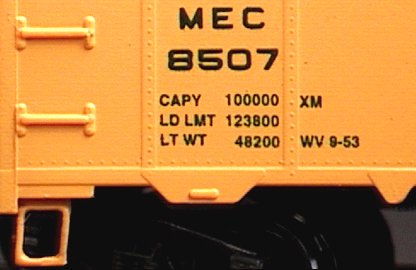 MEC
8507
CAPY 100000 XM
LD LMT 123800
LT WT 48200 WV 9-53